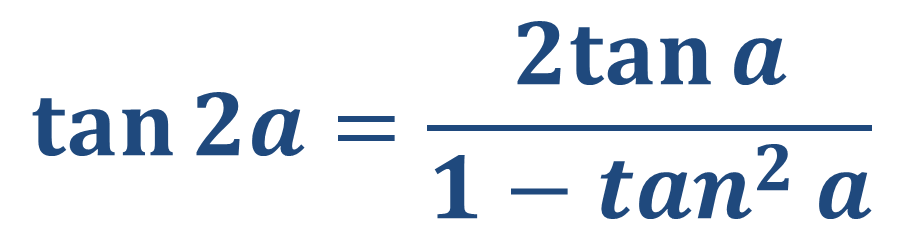 tan 2a = 2tan a / 1 − tan² a